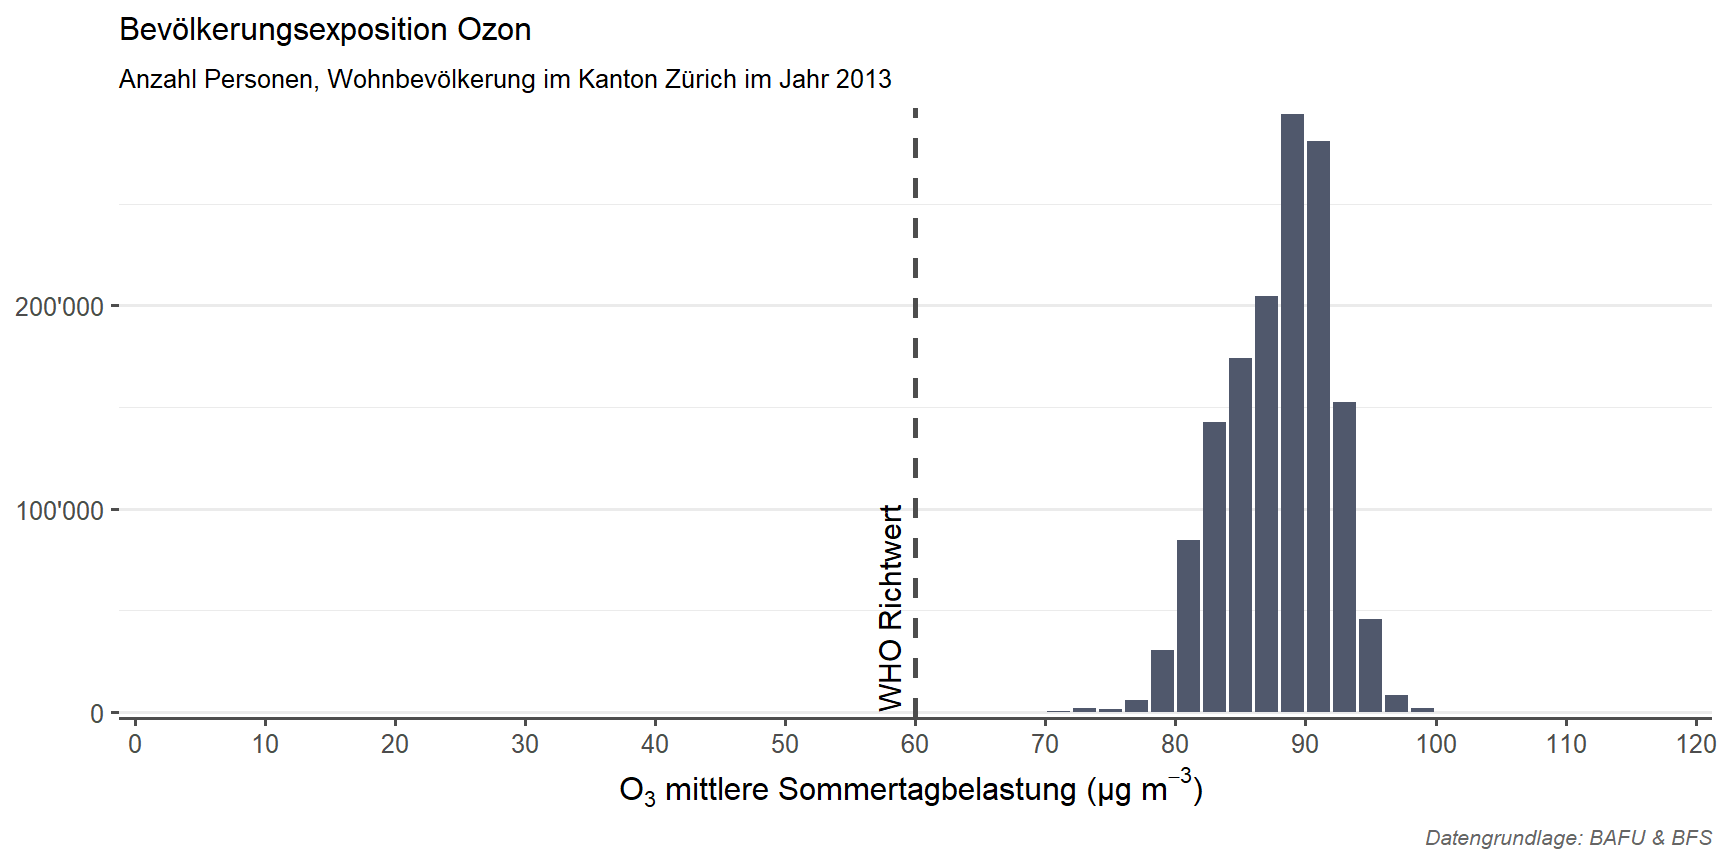 Bevölkerungsexposition Ozon
Anzahl Personen, Wohnbevölkerung im Kanton Zürich im Jahr 2013
200'000
100'000
0
WHO Richtwert
0 10 20 30 40 50 60 70 80 90 100 110 120
O₃ mittlere Sommertagbelastung (µg m⁻³)
Datengrundlage: BAFU & BFS